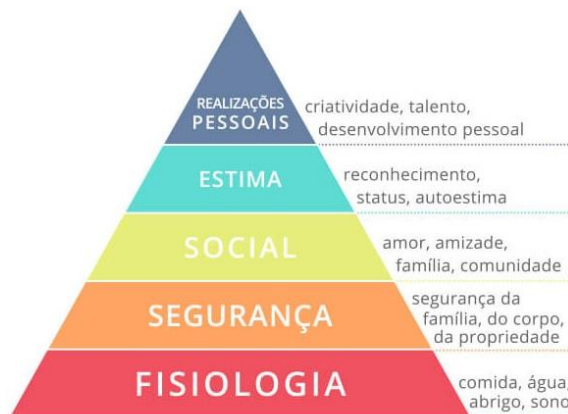 REALIZAÇÕES
PESSOAIS
criatividade, talento,
desenvolvimento pessoal
ESTIMA
reconhecimento,
status, autoestima
SOCIAL
amor, amizade,
família, comunidade
SEGURANÇA
segurança da
família, do corpo,
da propriedade
FISIOLOGIA
comida, água,
abrigo, sono